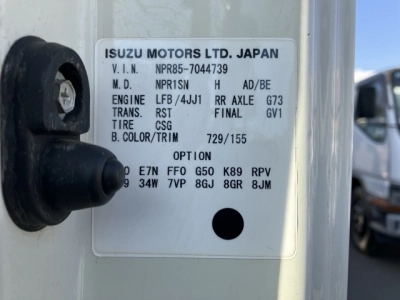 ISUZU MOTORS LTD. JAPAN
V.I.N. NPR85-7044739
M.D. NPR1SN H AD/BE
ENGINE LFB/4JJ1 RR AXLE G73
TRANS. RST FINAL GV1
TIRE CSG
B.COLOR/TRIM 729/155
OPTION
E7N FF0 G50 K89 RPV
34W 7VP 8GJ 8GR 8JM